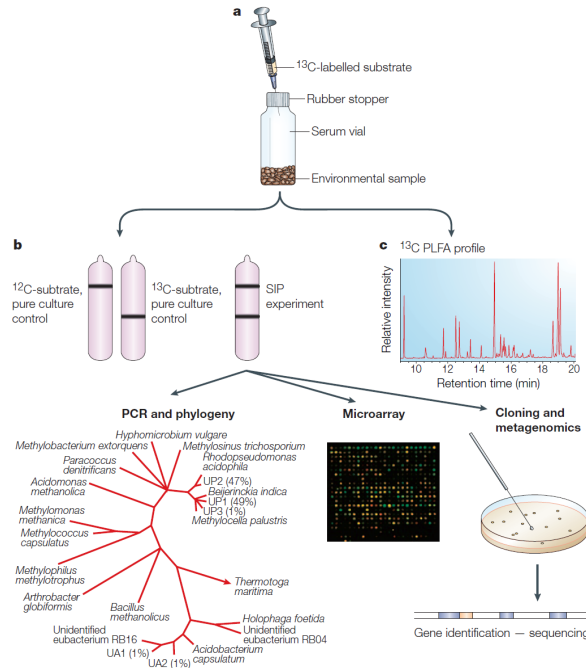 a
13C-labelled substrate
Rubber stopper
Serum vial
Environmental sample
b
12C-subtrate,
pure culture
control
13C-substrate,
pure culture
control
SIP
experiment
c
13C PLFA profile
Relative intensity
10 12 14 16 18 20
Retention time (min)
PCR and phylogeny
Microarray
Cloning and
metagenomics
Hyphomicrobium vulgare
Methylobacterium extorquens
Methylosinus trichosporium
Paracoccus
denitrificans
Rhodopseudomonas
acidophila
Acidomonas
methanolica
UP2 (47%)
Beijerinckia indica
UP1 (49%)
UP3 (1%)
Methylocella palustris
Methylomonas
methanica
Methylococcus
capsulatus
Methylophilus
methylotrophus
Arthrobacter
globiformis
Bacillus
methanolicus
Thermotoga
maritima
Unidentified
eubacterium RB16
UA1 (1%)
UA2 (1%)
Holophaga foetida
Unidentified
eubacterium RB04
Acidobacterium
capsulatum
Gene identification — sequencing